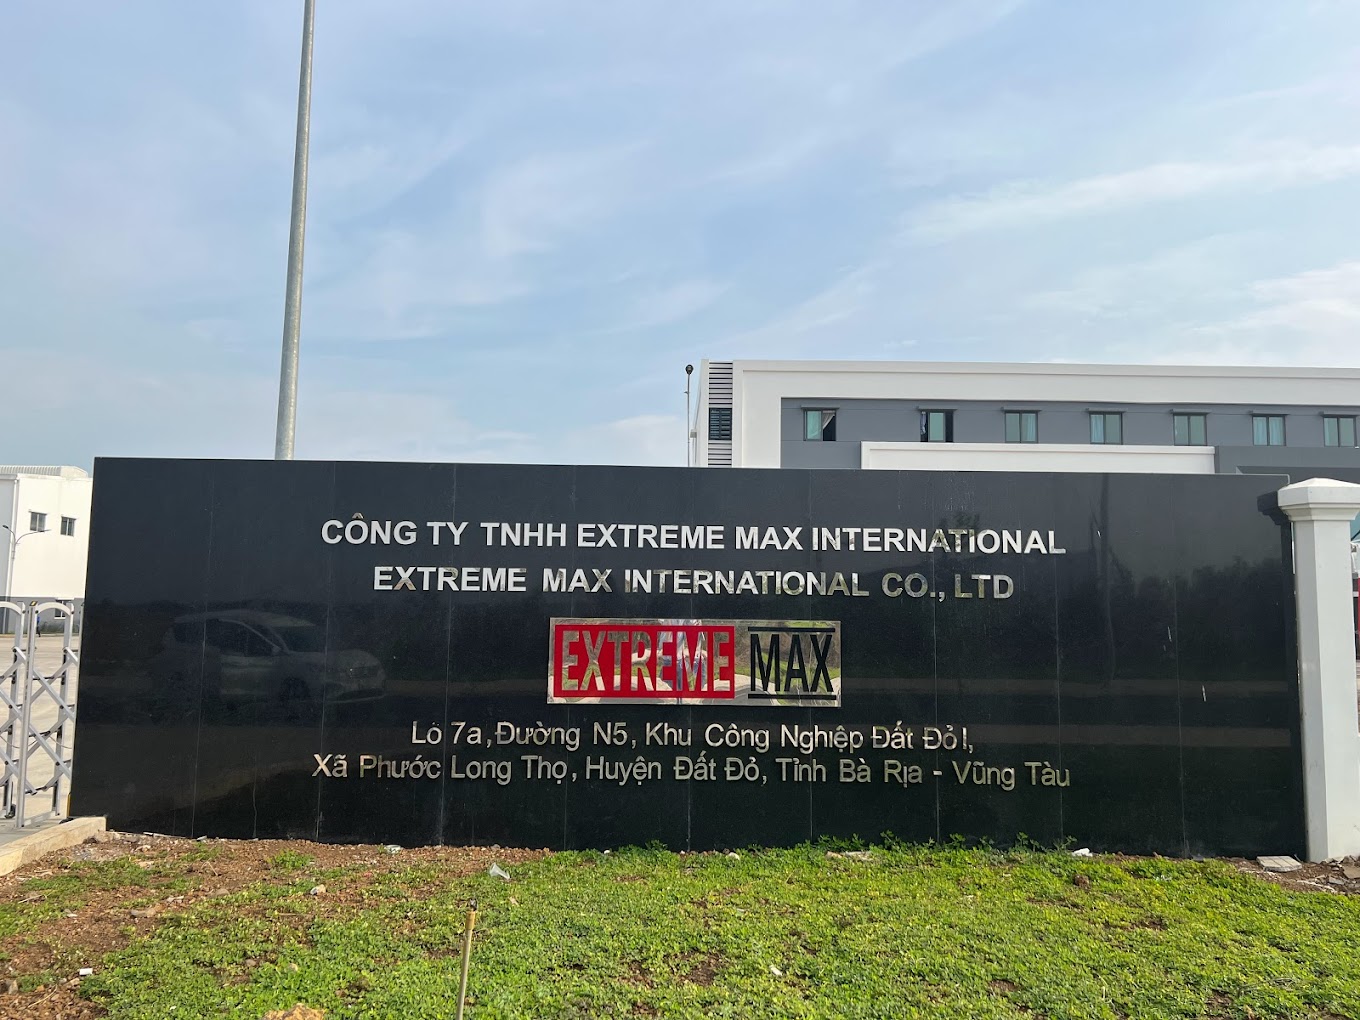 CÔNG TY TNHH EXTREME MAX INTERNATIONAL
EXTREME MAX INTERNATIONAL CO., LTD
EXTREME MAX
Lô 7a, Đường N5, Khu Công Nghiệp Đất Đỏ I,
Xã Phước Long Thọ, Huyện Đất Đỏ, Tỉnh Bà Rịa - Vũng Tàu